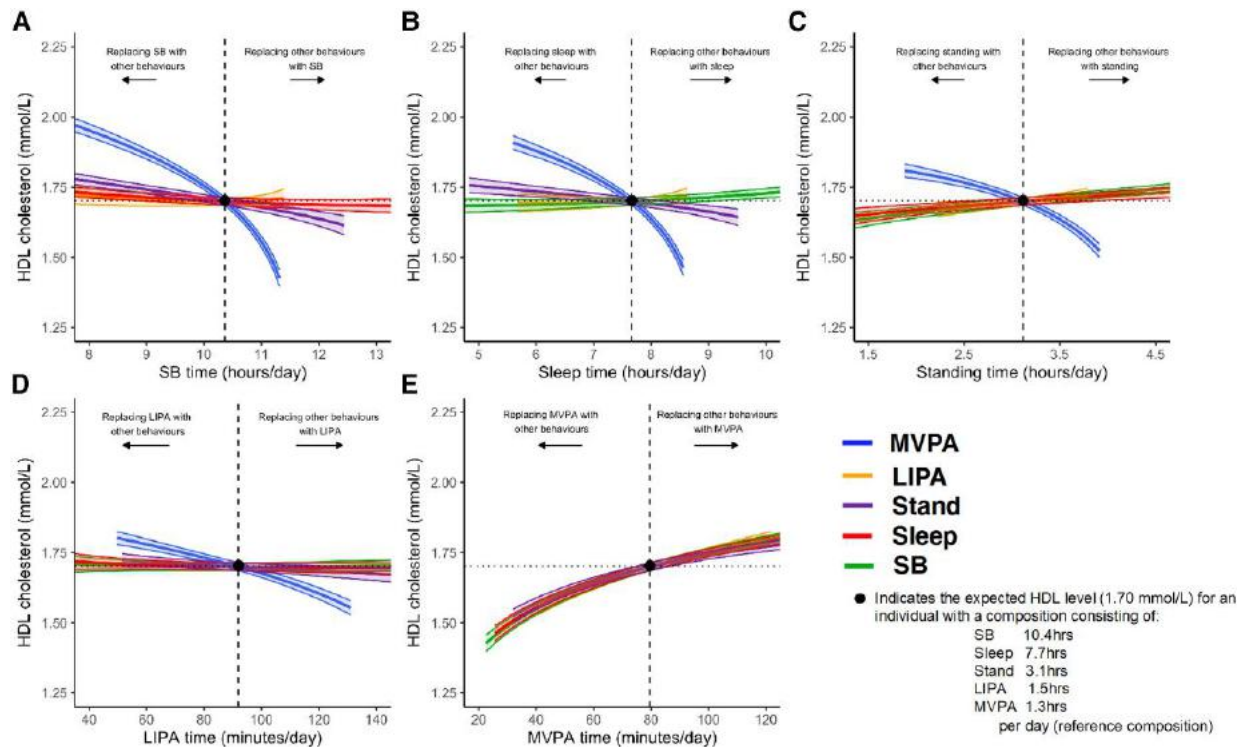 A
Replacing SB with
other behaviours
Replacing other behaviours
with SB
HDL cholesterol (mmol/L)
2.25
2.00
1.75
1.50
1.25
8 9 10 11 12 13
SB time (hours/day)
B
Replacing sleep with
other behaviours
Replacing other behaviours
with sleep
HDL cholesterol (mmol/L)
2.25
2.00
1.75
1.50
1.25
5 6 7 8 9 10
Sleep time (hours/day)
C
Replacing standing with
other behaviours
Replacing other behaviours
with standing
HDL cholesterol (mmol/L)
2.25
2.00
1.75
1.50
1.25
1.5 2.5 3.5 4.5
Standing time (hours/day)
D
Replacing LIPA with
other behaviours
Replacing other behaviours
with LIPA
HDL cholesterol (mmol/L)
2.25
2.00
1.75
1.50
1.25
40 60 80 100 120 140
LIPA time (minutes/day)
E
Replacing MVPA with
other behaviours
Replacing other behaviours
with MVPA
HDL cholesterol (mmol/L)
2.25
2.00
1.75
1.50
1.25
20 40 60 80 100 120
MVPA time (minutes/day)
MVPA
LIPA
Stand
Sleep
SB
Indicates the expected HDL level (1.70 mmol/L) for an
individual with a composition consisting of:
SB 10.4hrs
Sleep 7.7hrs
Stand 3.1hrs
LIPA 1.5hrs
MVPA 1.3hrs
per day (reference composition)